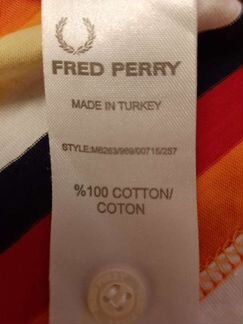 FRED PERRY
MADE IN TURKEY
STYLE:M6263/969/00715/257
%100 COTTON/
COTON